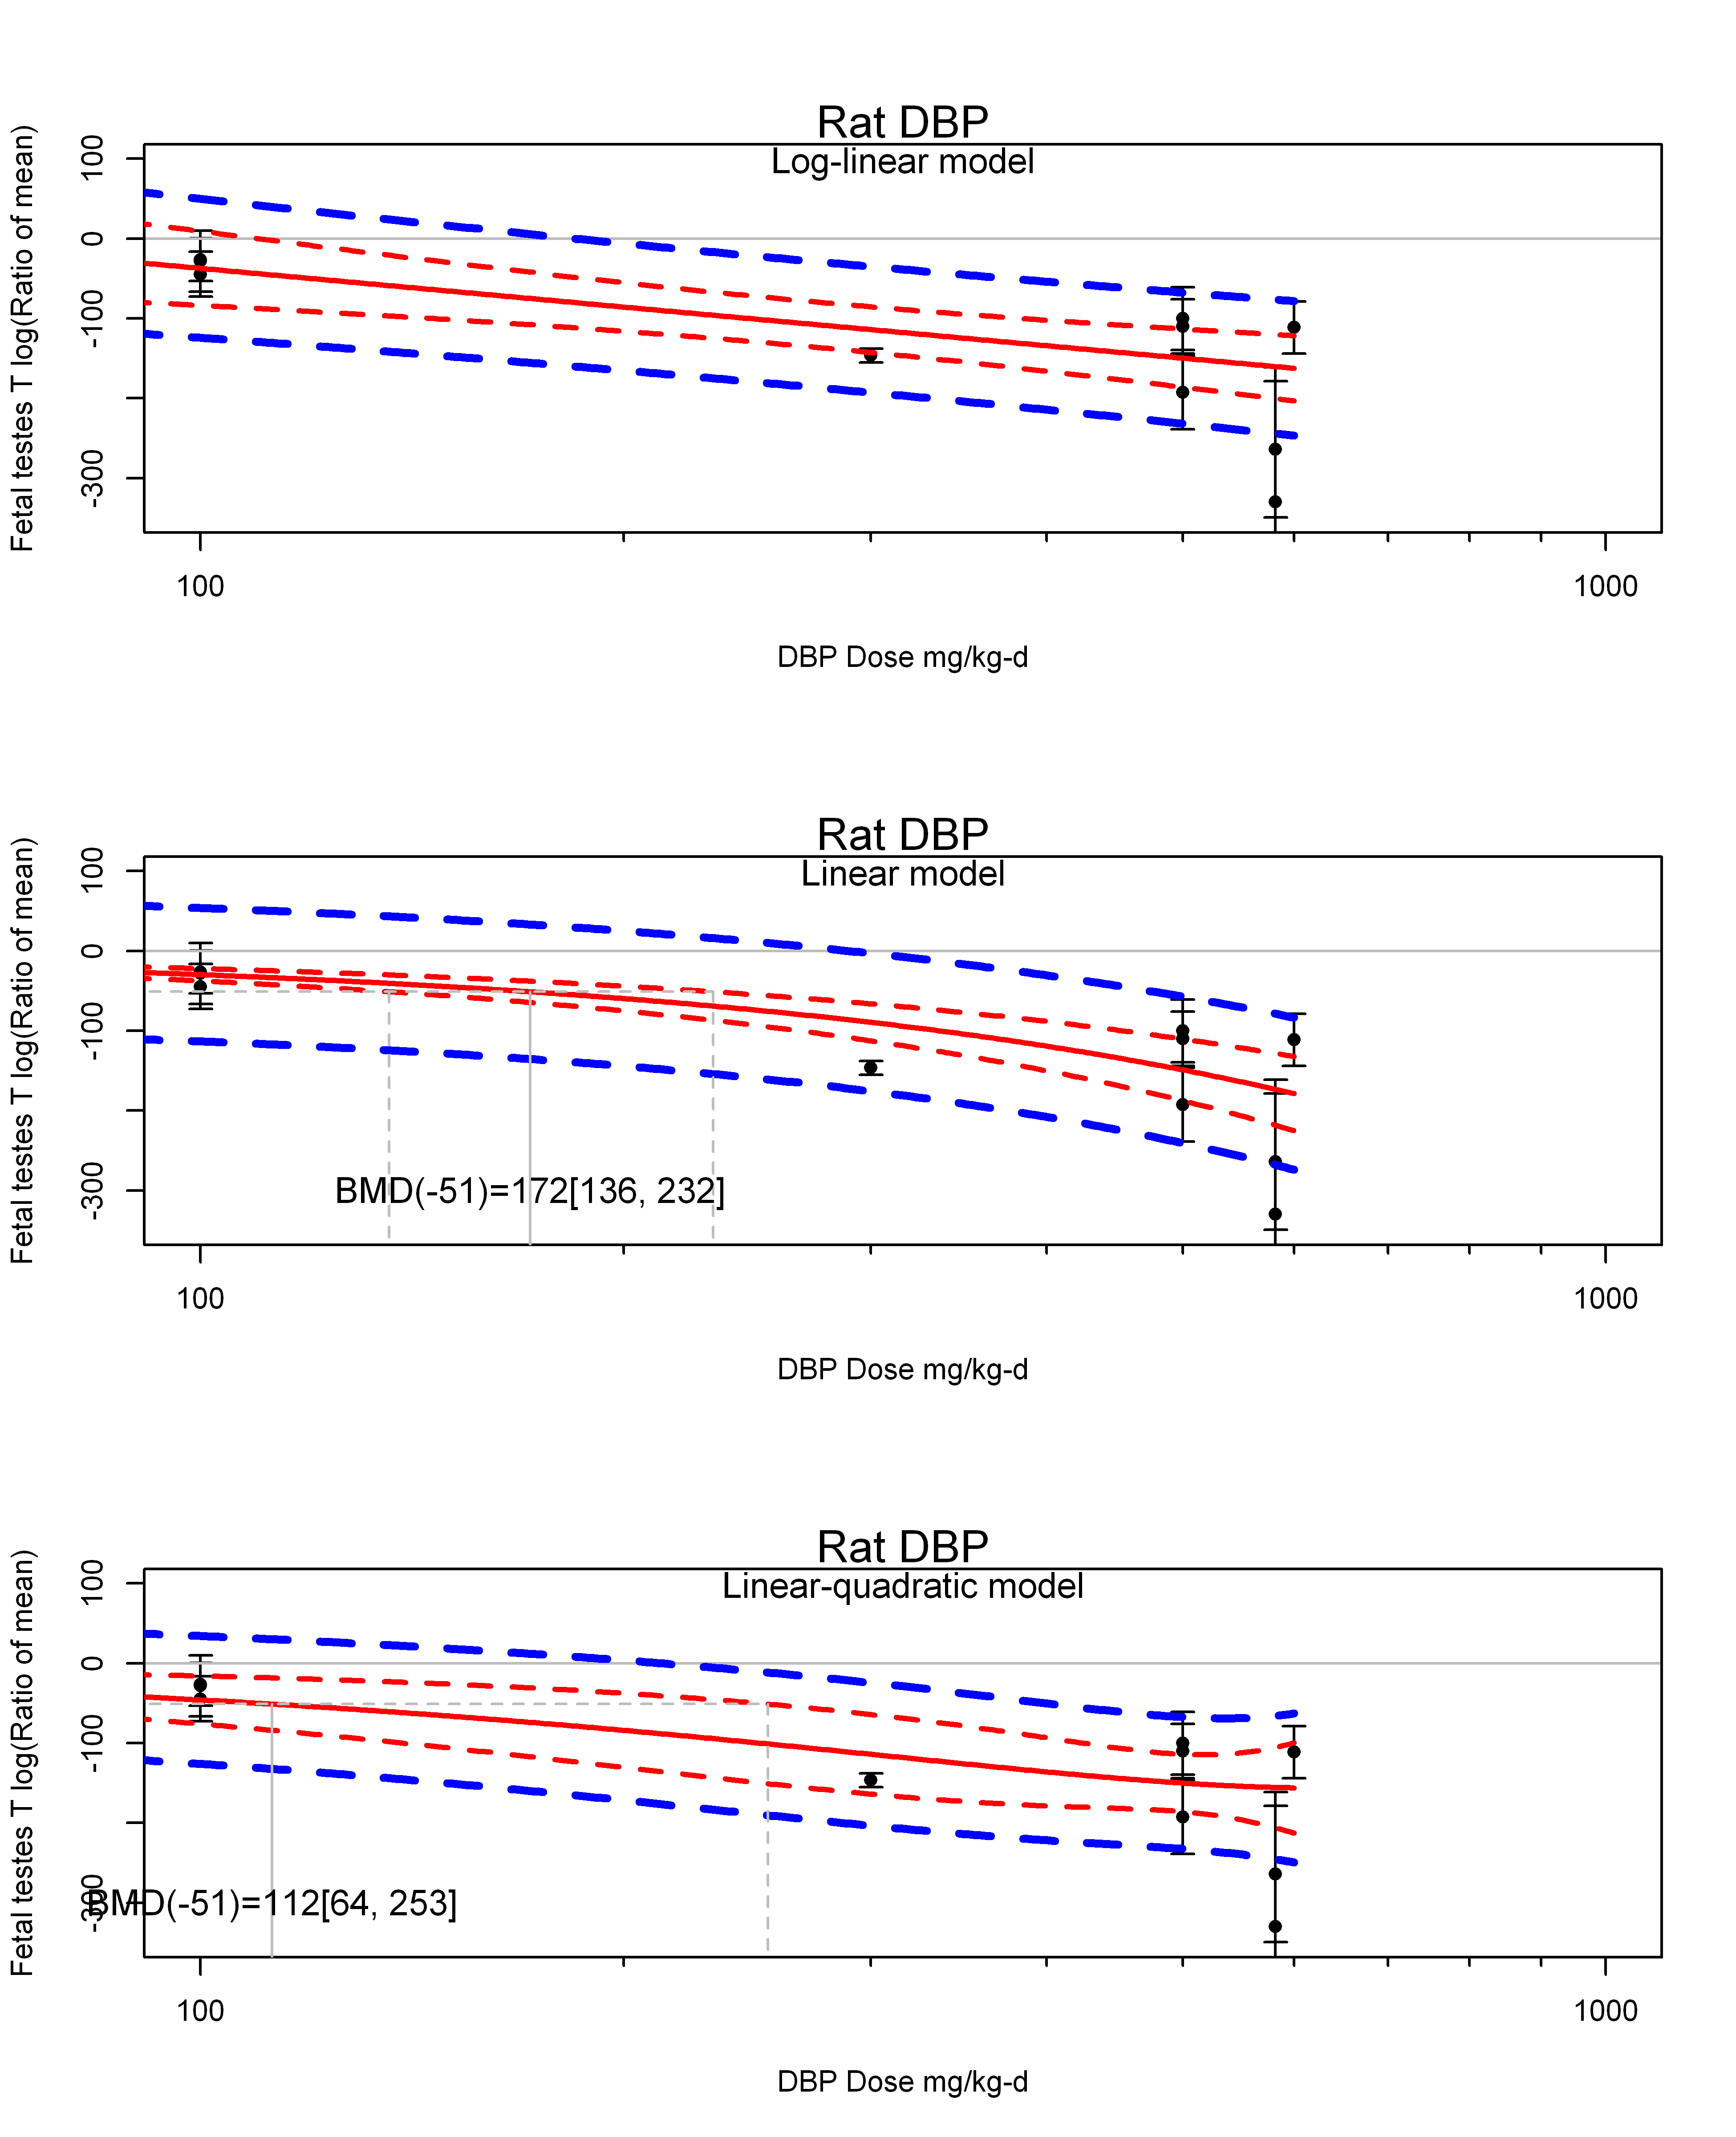 Rat DBP
Log-linear model
Fetal testes T log(Ratio of mean)
100
0
-100
-300
100
1000
DBP Dose mg/kg-d
Rat DBP
Linear model
Fetal testes T log(Ratio of mean)
100
0
-100
-300
BMD(-51)=172[136, 232]
100
1000
DBP Dose mg/kg-d
Rat DBP
Linear-quadratic model
Fetal testes T log(Ratio of mean)
100
0
-100
-300
BMD(-51)=112[64, 253]
100
1000
DBP Dose mg/kg-d